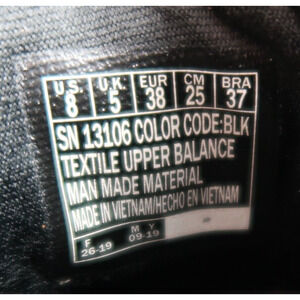 U.S. U.K. EUR CM BRA
8 5 38 25 37
SN 13106 COLOR CODE:BLK
TEXTILE UPPER BALANCE
MAN MADE MATERIAL
MADE IN VIETNAM/HECHO EN VIETNAM
F M Y
26-19 09-19